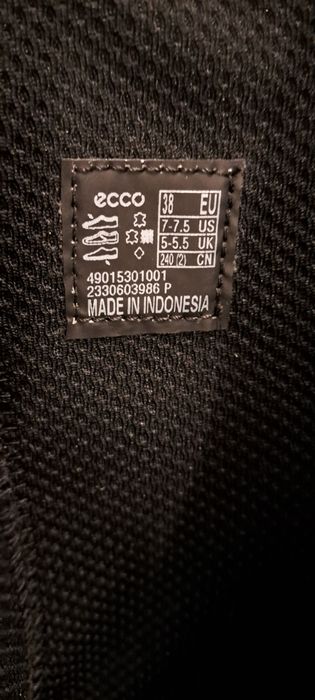 ecco
38 EU
7-7.5 US
5-5.5 UK
240 (2) CN
49015301001
2330603986 P
MADE IN INDONESIA